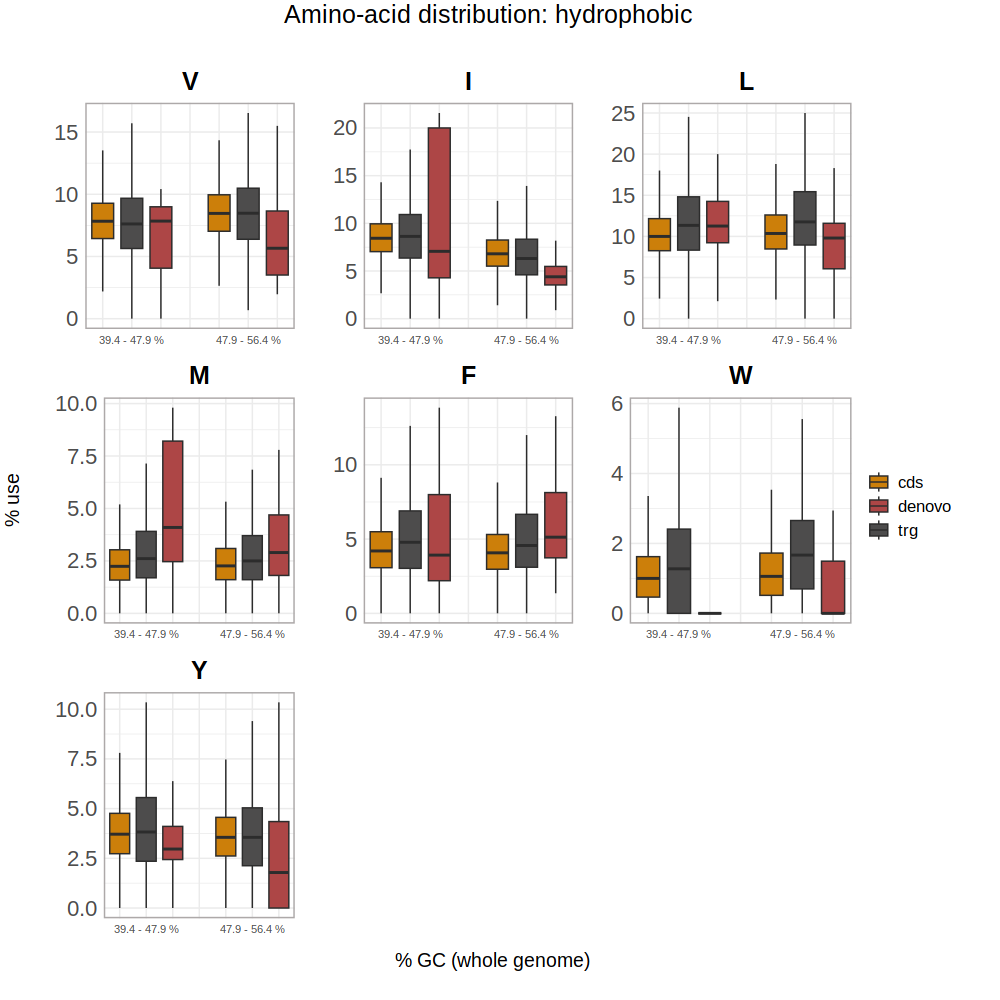 Amino-acid distribution: hydrophobic
V
I
L
15
10
5
0
39.4 - 47.9 %
47.9 - 56.4 %
20
15
10
5
0
39.4 - 47.9 %
47.9 - 56.4 %
25
20
15
10
5
0
39.4 - 47.9 %
47.9 - 56.4 %
M
F
W
10.0
7.5
5.0
2.5
0.0
39.4 - 47.9 %
47.9 - 56.4 %
10
5
0
39.4 - 47.9 %
47.9 - 56.4 %
6
4
2
0
39.4 - 47.9 %
47.9 - 56.4 %
Y
10.0
7.5
5.0
2.5
0.0
39.4 - 47.9 %
47.9 - 56.4 %
% use
% GC (whole genome)
cds
denovo
trg